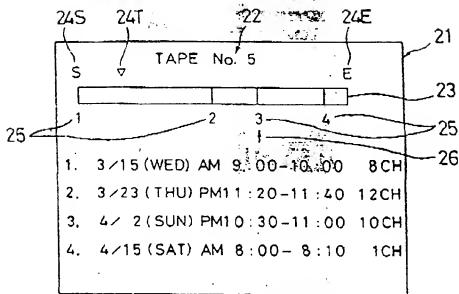 24S 24T 22 24E
21
TAPE No. 5
S ▽ E
23
1 2 3 4
25 25
26
1. 3/15 (WED) AM 9:00-10:00 8CH
2. 3/23 (THU) PM11:20-11:40 12CH
3. 4/ 2 (SUN) PM10:30-11:00 10CH
4. 4/15 (SAT) AM 8:00- 8:10 1CH